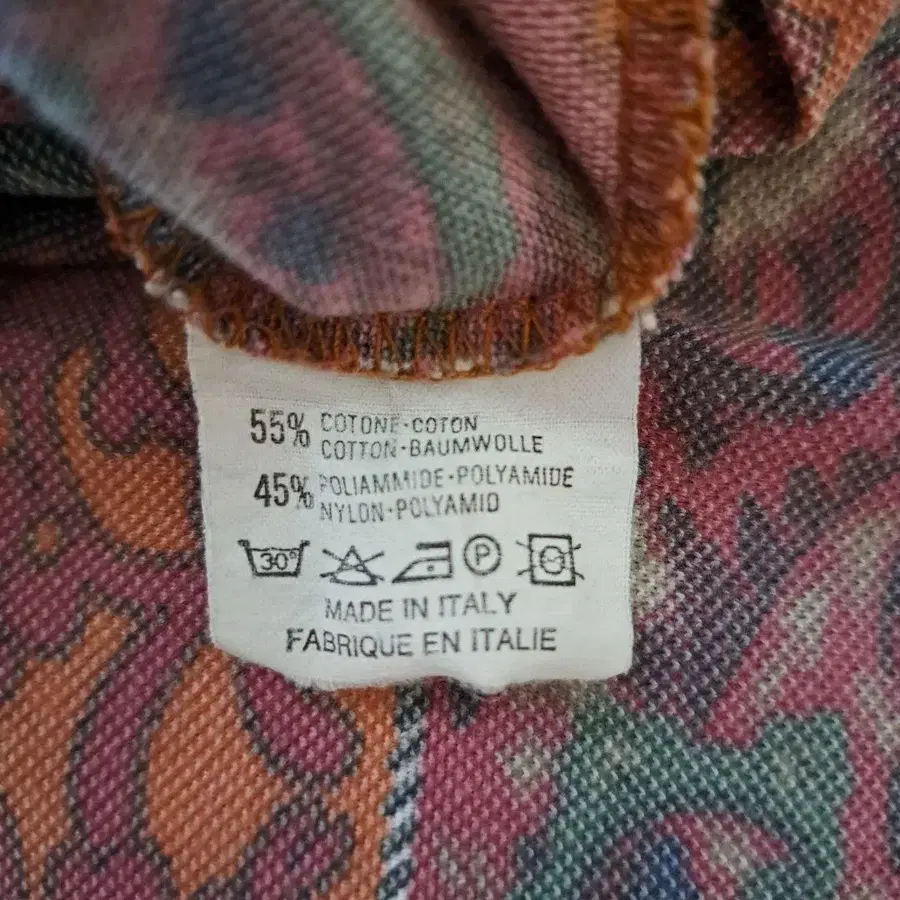 55% COTONE-COTON
COTTON-BAUMWOLLE
45% POLIAMMIDE-POLYAMIDE
NYLON-POLYAMID
30° P
MADE IN ITALY
FABRIQUE EN ITALIE